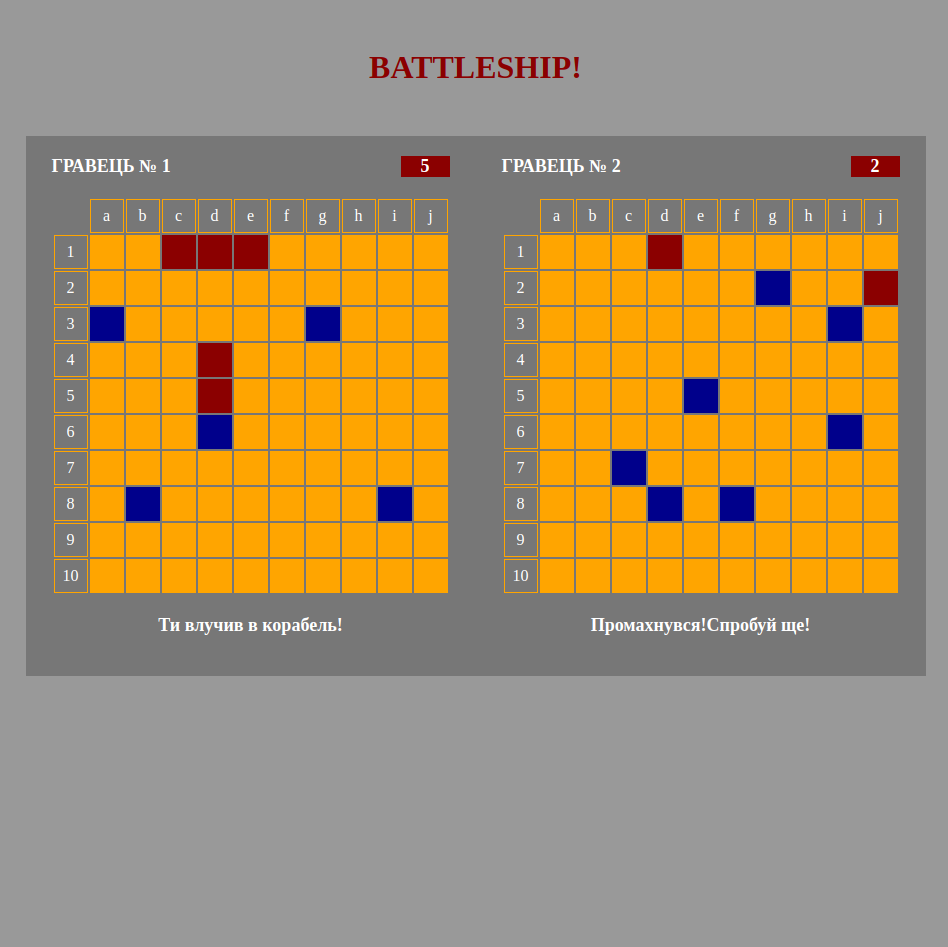 BATTLESHIP!
ГРАВЕЦЬ № 1 5
a b c d e f g h i j
1
2
3
4
5
6
7
8
9
10
Ти влучив в корабель!
ГРАВЕЦЬ № 2 2
a b c d e f g h i j
1
2
3
4
5
6
7
8
9
10
Промахнувся!Спробуй ще!